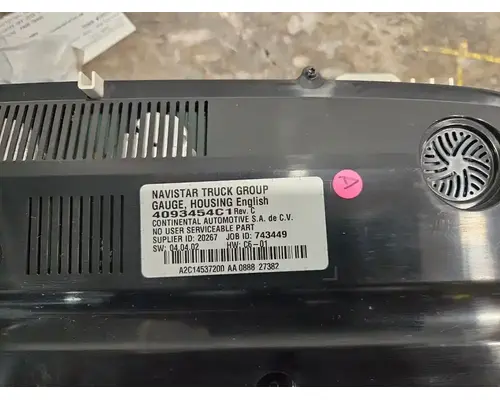 NAVISTAR TRUCK GROUP
GAUGE, HOUSING English
4093454C1 Rev. C
CONTINENTAL AUTOMOTIVE S.A. de C.V.
NO USER SERVICEABLE PART
SUPLIER ID: 20267 JOB ID: 743449
SW: 04.04.02 HW: C6-01
A2C14537200 AA 0888 27382
A